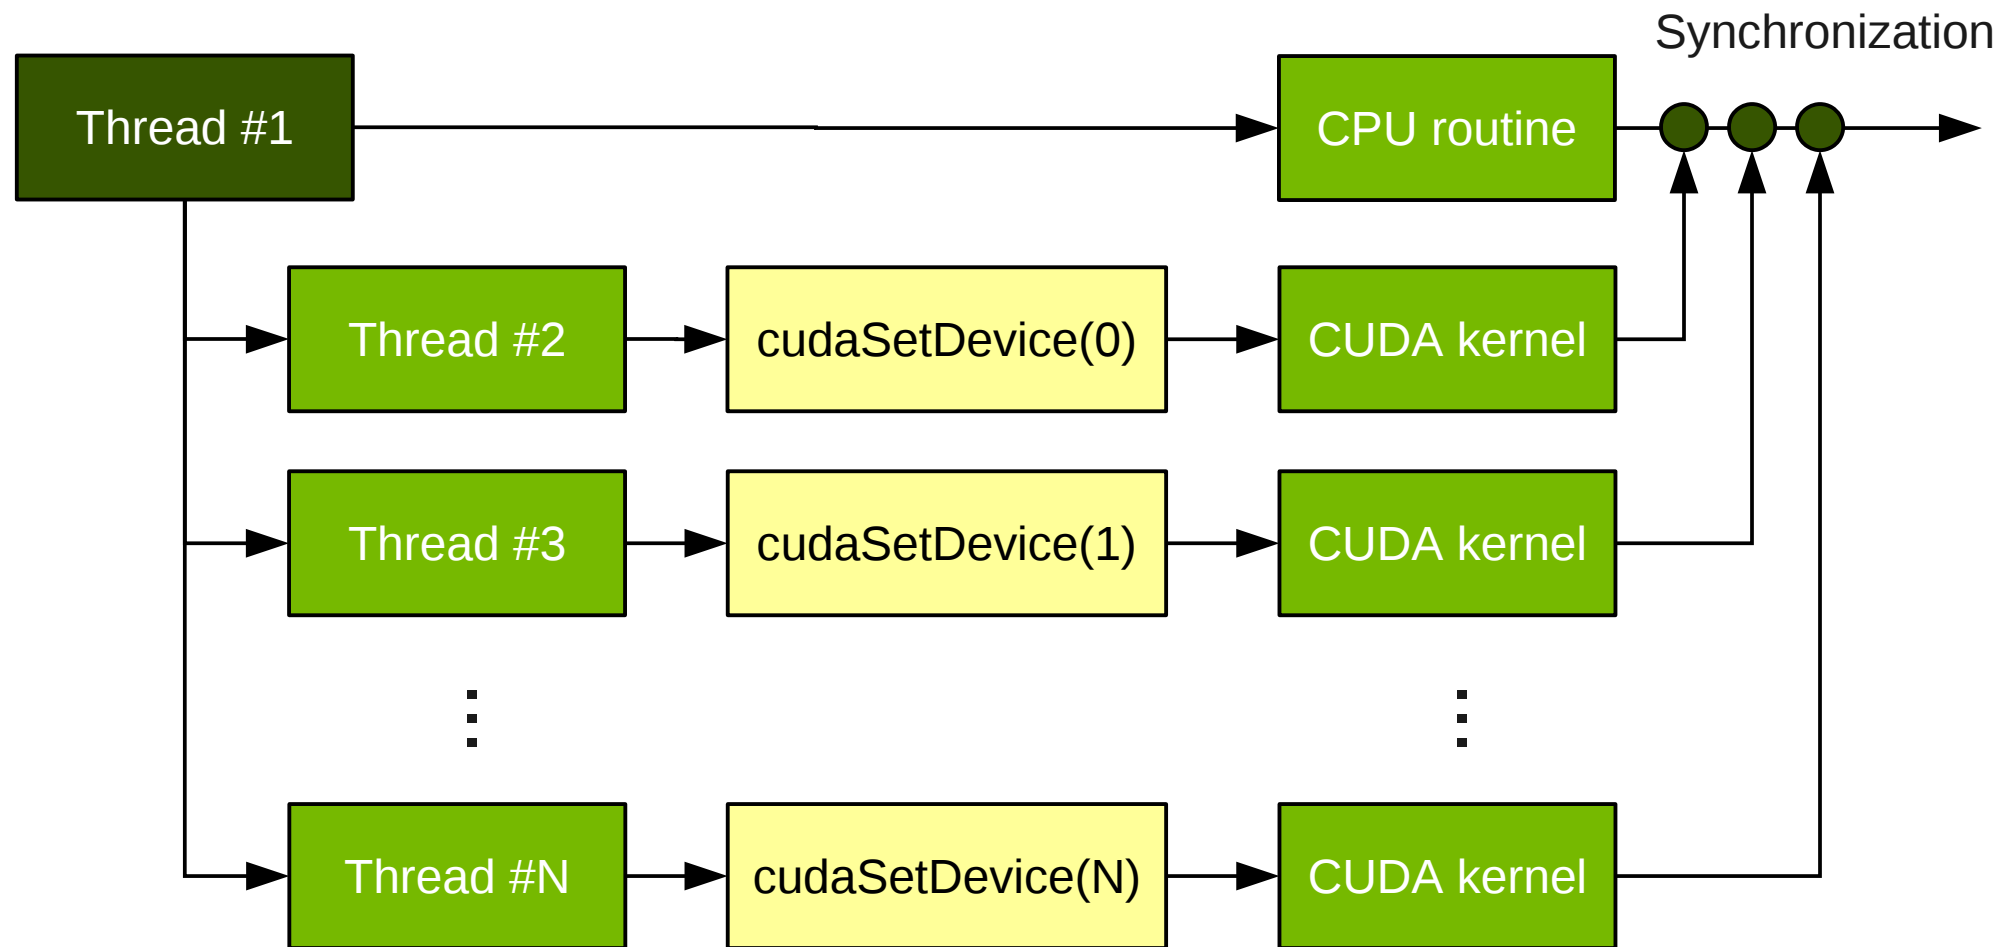 Synchronization
Thread #1
CPU routine
Thread #2
cudaSetDevice(0)
CUDA kernel
Thread #3
cudaSetDevice(1)
CUDA kernel
Thread #N
cudaSetDevice(N)
CUDA kernel